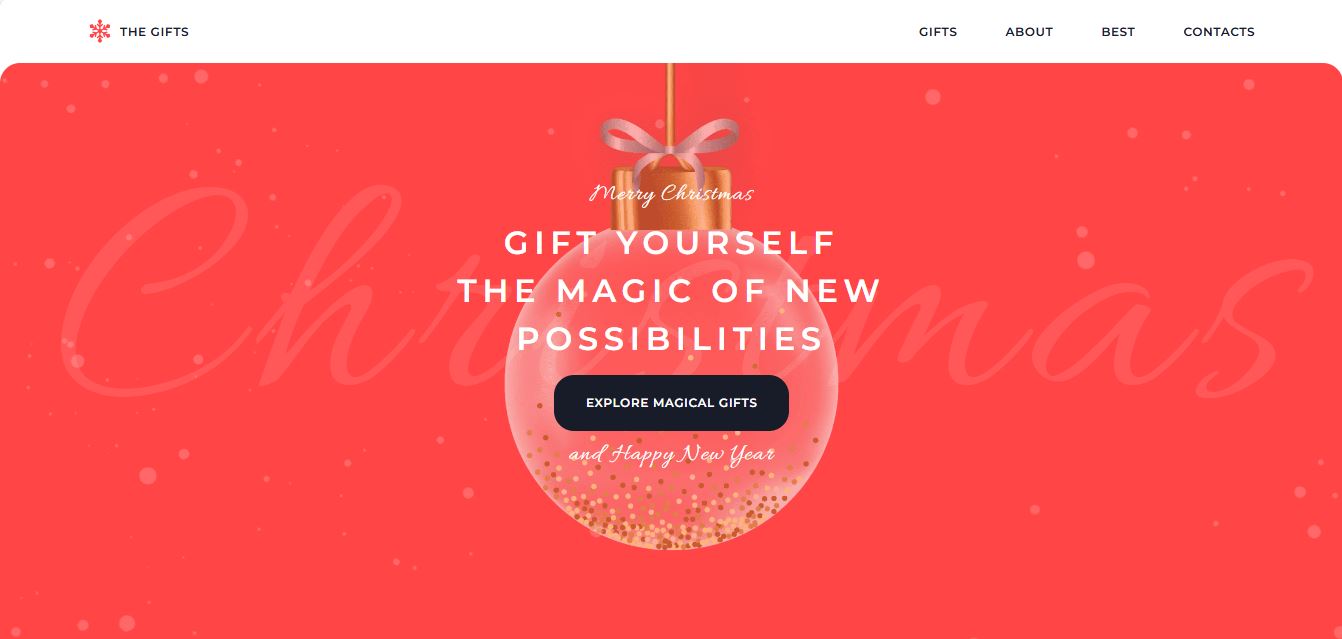 THE GIFTS
GIFTS ABOUT BEST CONTACTS
Christmas
Merry Christmas
GIFT YOURSELF
THE MAGIC OF NEW
POSSIBILITIES
EXPLORE MAGICAL GIFTS
and Happy New Year